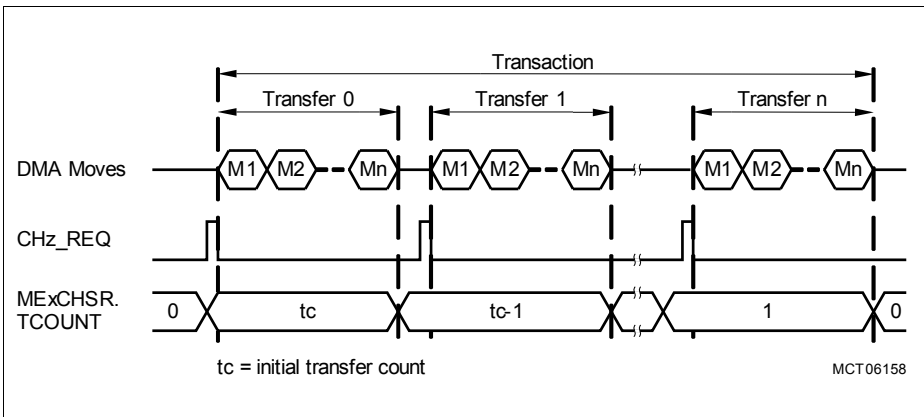 Transaction
Transfer 0 Transfer 1 Transfer n
DMA Moves M1 M2 Mn M1 M2 Mn M1 M2 Mn
CHz_REQ
MExCHSR.
TCOUNT 0 tc tc-1 1 0
tc = initial transfer count MCT06158